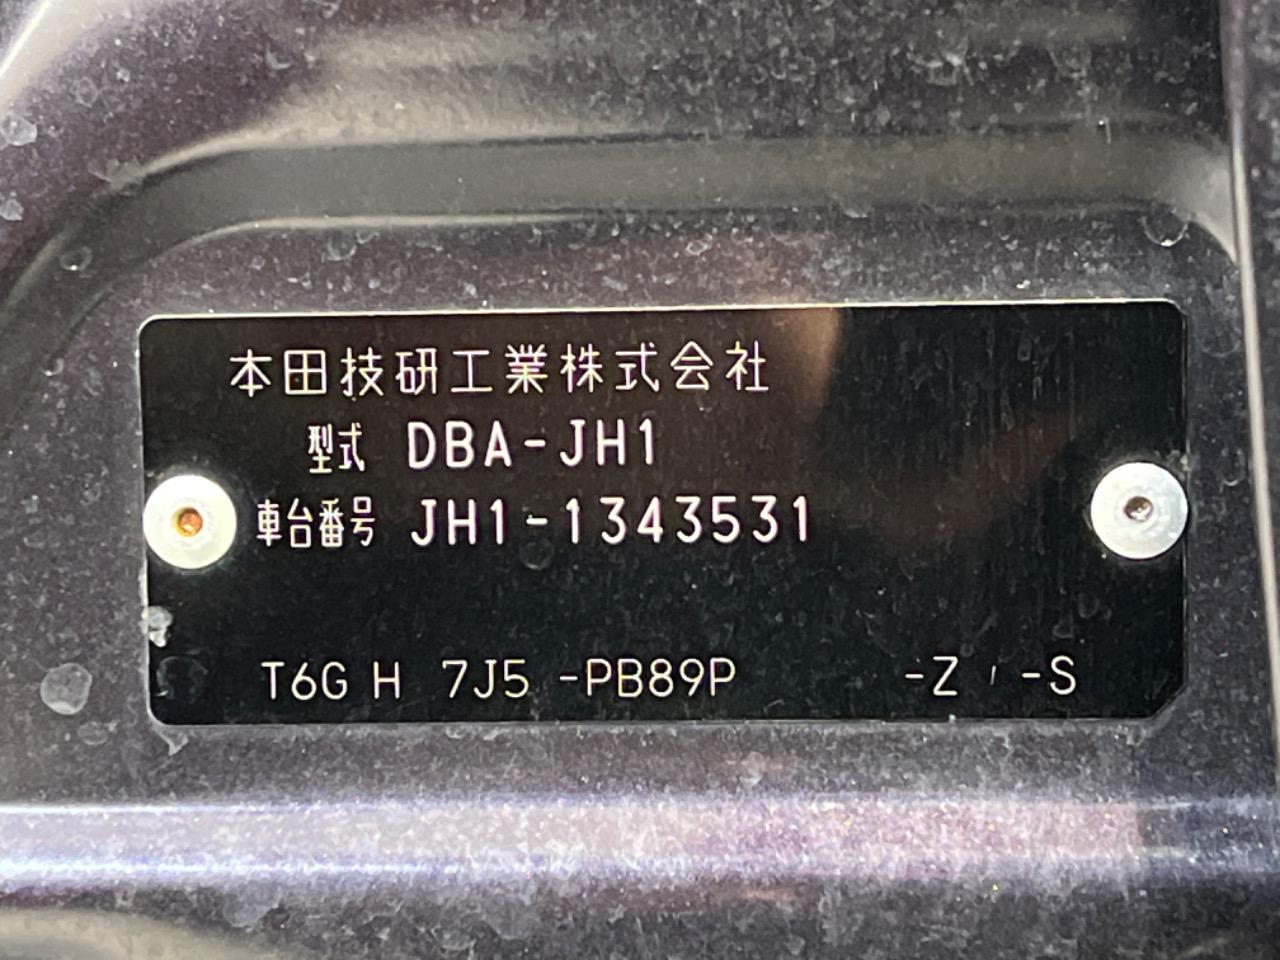 本田技研工業株式会社
型式 DBA-JH1
車台番号 JH1-1343531
T6G H 7J5 -PB89P -Z -S